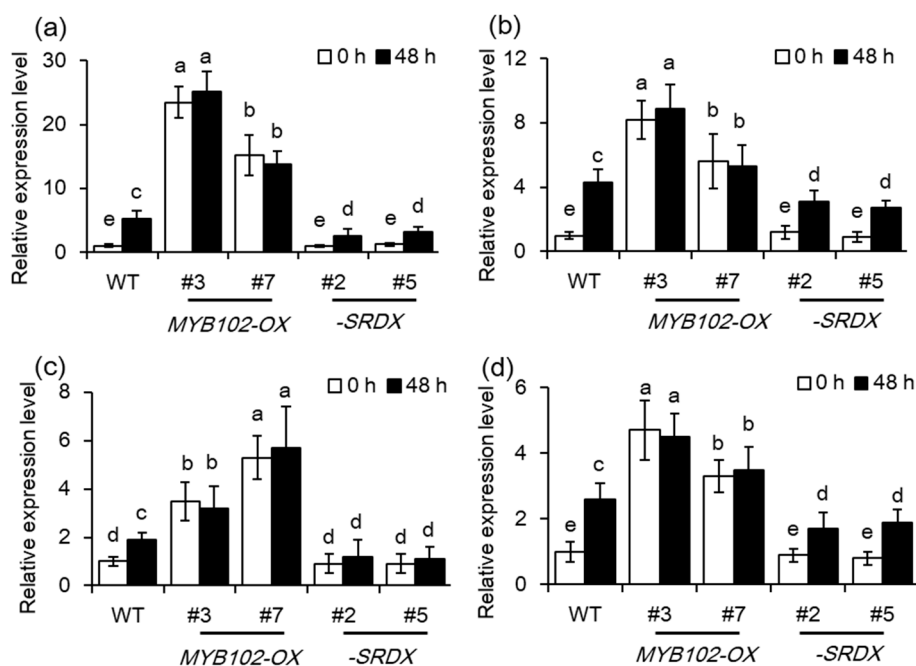 (a)
Relative expression level
0 h 48 h
30
20
10
0
e c a a b b e d e d
WT #3 #7 #2 #5
MYB102-OX -SRDX
(b)
Relative expression level
0 h 48 h
12
8
4
0
e c a a b b e d e d
WT #3 #7 #2 #5
MYB102-OX -SRDX
(c)
Relative expression level
0 h 48 h
8
6
4
2
0
d c b b a a d d d d
WT #3 #7 #2 #5
MYB102-OX -SRDX
(d)
Relative expression level
0 h 48 h
6
4
2
0
e c a a b b e d e d
WT #3 #7 #2 #5
MYB102-OX -SRDX